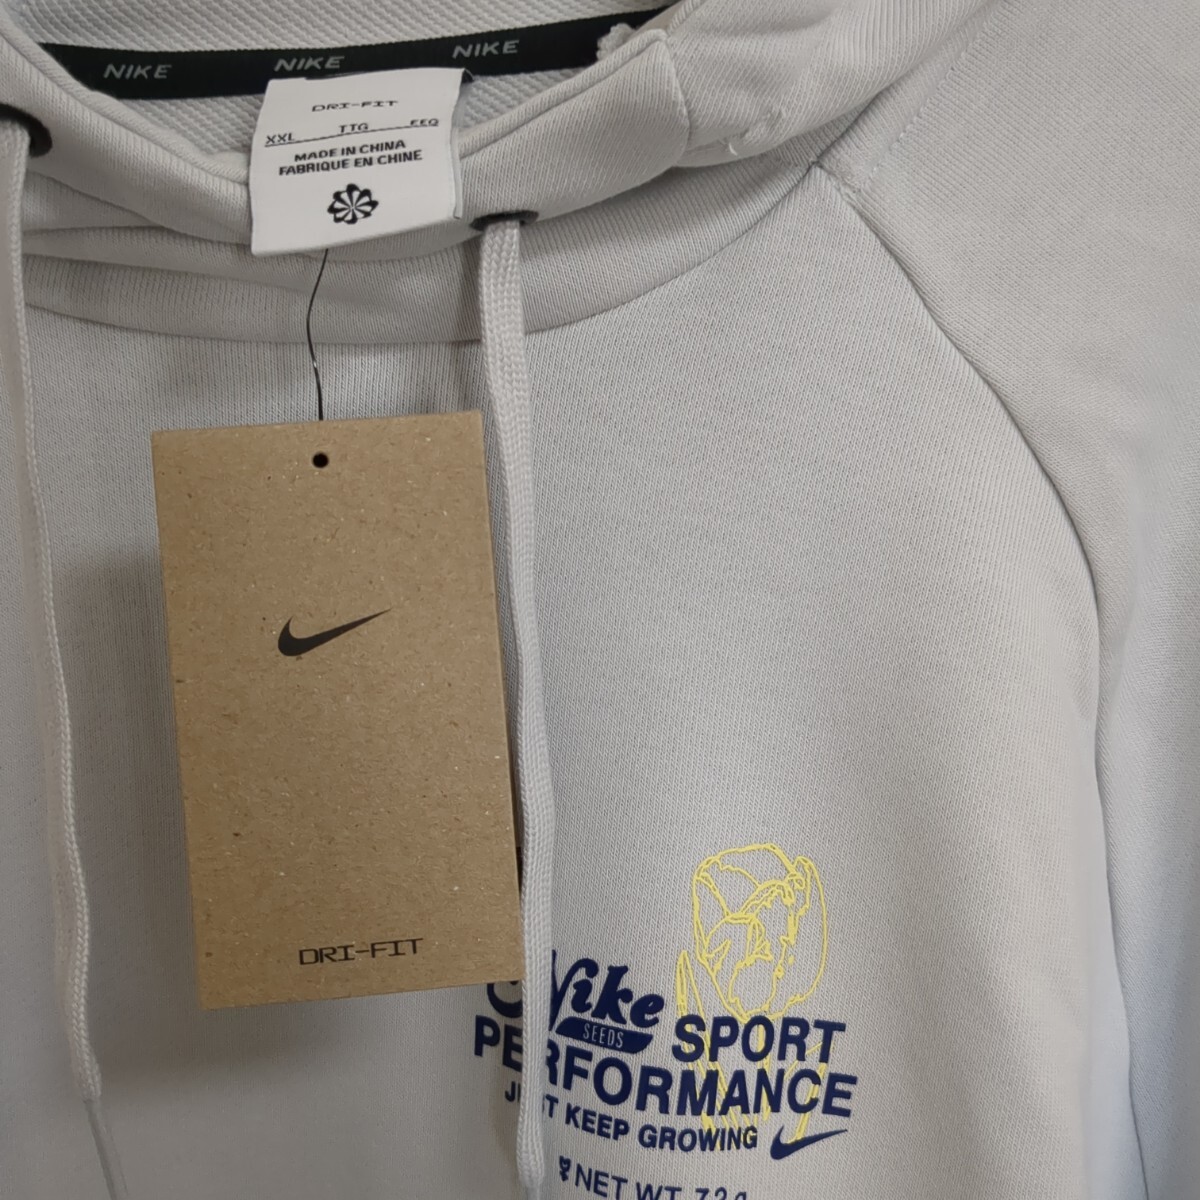 NIKE NIKE NIKE
DRI-FIT
XXL TTG EEG
MADE IN CHINA
FABRIQUE EN CHINE
DRI-FIT
Nike
SEEDS
SPORT
PERFORMANCE
JUST KEEP GROWING
NET WT